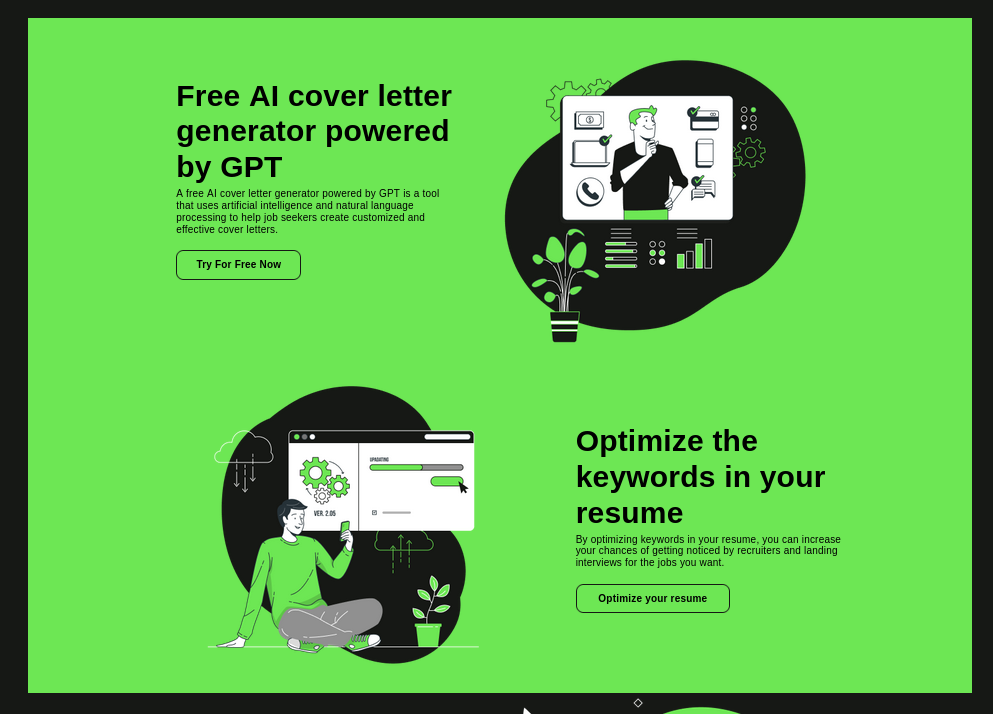 Free AI cover letter
generator powered
by GPT
A free AI cover letter generator powered by GPT is a tool
that uses artificial intelligence and natural language
processing to help job seekers create customized and
effective cover letters.
Try For Free Now
UPDATING
VER. 2.05
Optimize the
keywords in your
resume
By optimizing keywords in your resume, you can increase
your chances of getting noticed by recruiters and landing
interviews for the jobs you want.
Optimize your resume